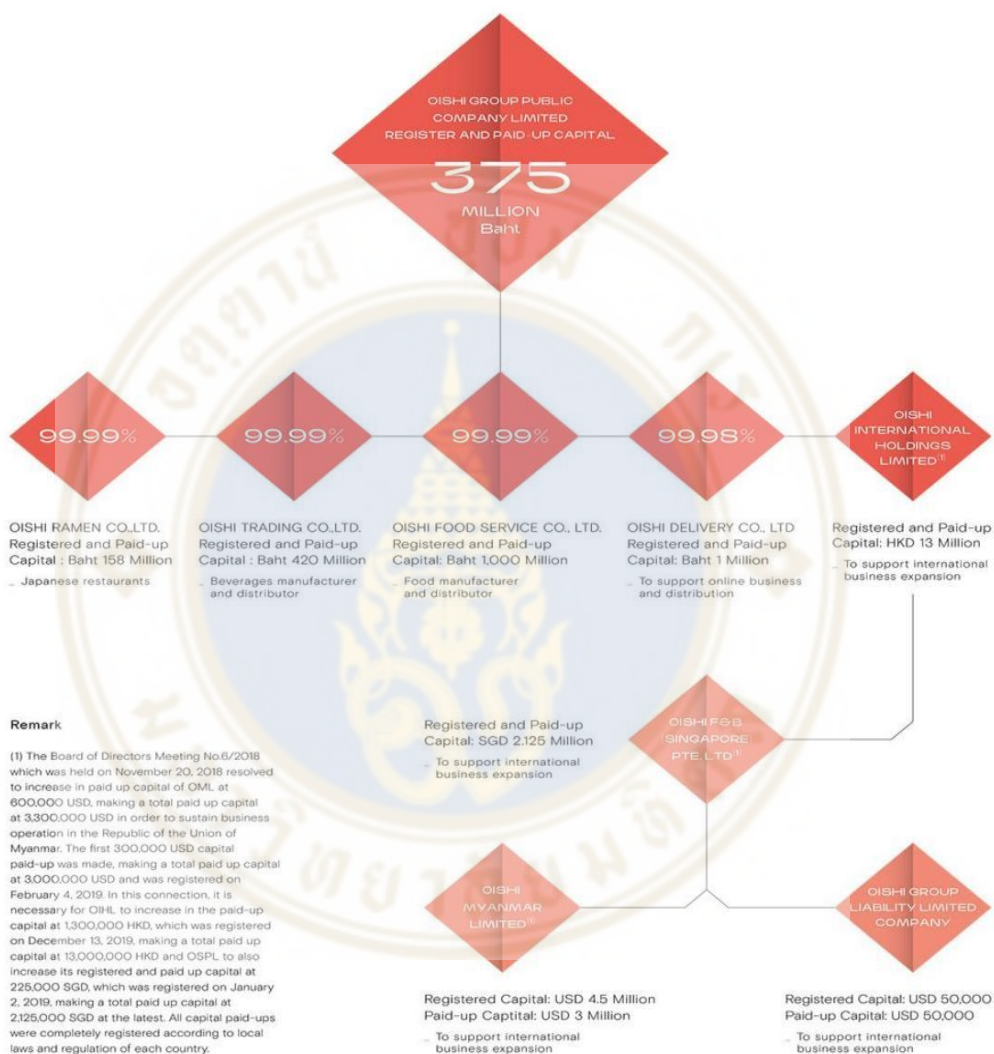 OISHI GROUP PUBLIC
COMPANY LIMITED
REGISTER AND PAID-UP CAPITAL
375
MILLION
Baht
99.99%
99.99%
99.99%
99.98%
OISHI
INTERNATIONAL
HOLDINGS
LIMITED(1)
OISHI RAMEN CO.,LTD.
Registered and Paid-up
Capital : Baht 158 Million
_ Japanese restaurants
OISHI TRADING CO.,LTD.
Registered and Paid-up
Capital : Baht 420 Million
_ Beverages manufacturer
and distributor
OISHI FOOD SERVICE CO., LTD.
Registered and Paid-up
Capital: Baht 1,000 Million
_ Food manufacturer
and distributor
OISHI DELIVERY CO., LTD
Registered and Paid-up
Capital: Baht 1 Million
_ To support online business
and distribution
Registered and Paid-up
Capital: HKD 13 Million
_ To support international
business expansion
Registered and Paid-up
Capital: SGD 2.125 Million
_ To support international
business expansion
OISHI F&B
(SINGAPORE
PTE. LTD(1)
Remark
(1) The Board of Directors Meeting No.6/2018
which was held on November 20, 2018 resolved
to increase in paid up capital of OML at
600,000 USD, making a total paid up capital
at 3,300,000 USD in order to sustain business
operation in the Republic of the Union of
Myanmar. The first 300,000 USD capital
paid-up was made, making a total paid up capital
at 3,000,000 USD and was registered on
February 4, 2019. In this connection, it is
necessary for OIHL to increase in the paid-up
capital at 1,300,000 HKD, which was registered
on December 13, 2019, making a total paid up
capital at 13,000,000 HKD and OSPL to also
increase its registered and paid up capital at
225,000 SGD, which was registered on January
2, 2019, making a total paid up capital at
2,125,000 SGD at the latest. All capital paid-ups
were completely registered according to local
laws and regulation of each country.
OISHI
MYANMAR
LIMITED(1)
OISHI GROUP
LIABILITY LIMITED
COMPANY
Registered Capital: USD 4.5 Million
Paid-up Captital: USD 3 Million
_ To support international
business expansion
Registered Capital: USD 50,000
Paid-up Capital: USD 50,000
_ To support international
business expansion